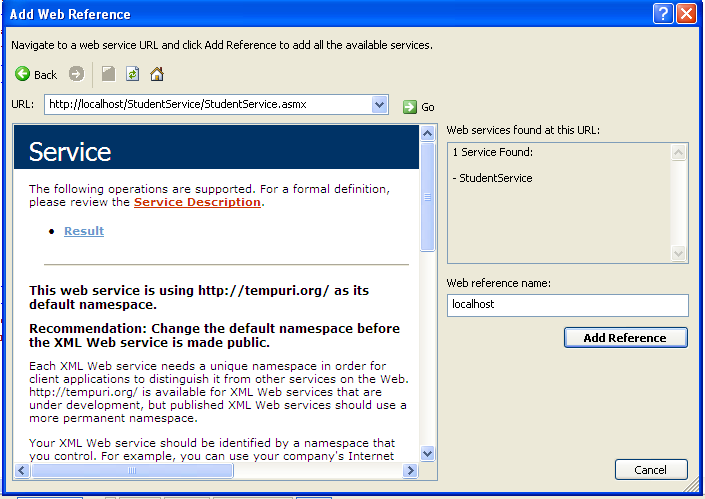 Add Web Reference
Navigate to a web service URL and click Add Reference to add all the available services.
Back
URL:
http://localhost/StudentService/StudentService.asmx
Go
Service
The following operations are supported. For a formal definition,
please review the Service Description.
• Result
This web service is using http://tempuri.org/ as its
default namespace.
Recommendation: Change the default namespace before
the XML Web service is made public.
Each XML Web service needs a unique namespace in order for
client applications to distinguish it from other services on the Web.
http://tempuri.org/ is available for XML Web services that are
under development, but published XML Web services should use a
more permanent namespace.
Your XML Web service should be identified by a namespace that
you control. For example, you can use your company's Internet
Web services found at this URL:
1 Service Found:
- StudentService
Web reference name:
localhost
Add Reference
Cancel